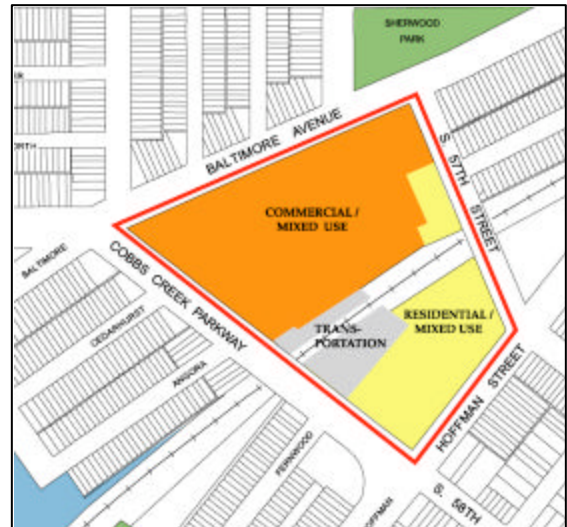 SHERWOOD
PARK
BALTIMORE AVENUE
S. 57TH STREET
COMMERCIAL /
MIXED USE
BALTIMORE
COBBS CREEK PARKWAY
CEDARHURST
ANGORA
TRANS-
PORTATION
RESIDENTIAL /
MIXED USE
HOFFMAN STREET
FERNWOOD
S. 58TH